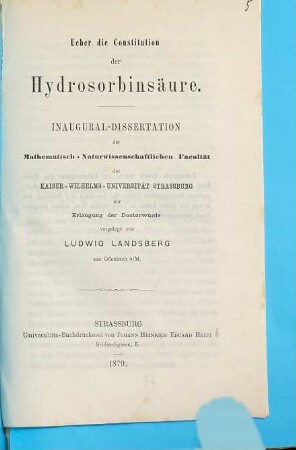 5
Ueber die Constitution
der
Hydrosorbinsäure.
INAUGURAL-DISSERTATION
der
Mathematisch-Naturwissenschaftlichen Facultät
der
KAISER-WILHELMS-UNIVERSITÄT STRASSBURG
zur
Erlangung der Doctorwürde
vorgelegt von
LUDWIG LANDSBERG
aus Offenbach a/M.
STRASSBURG
Universitäts-Buchdruckerei von JOHANN HEINRICH EDUARD HEITZ
5.
1879.